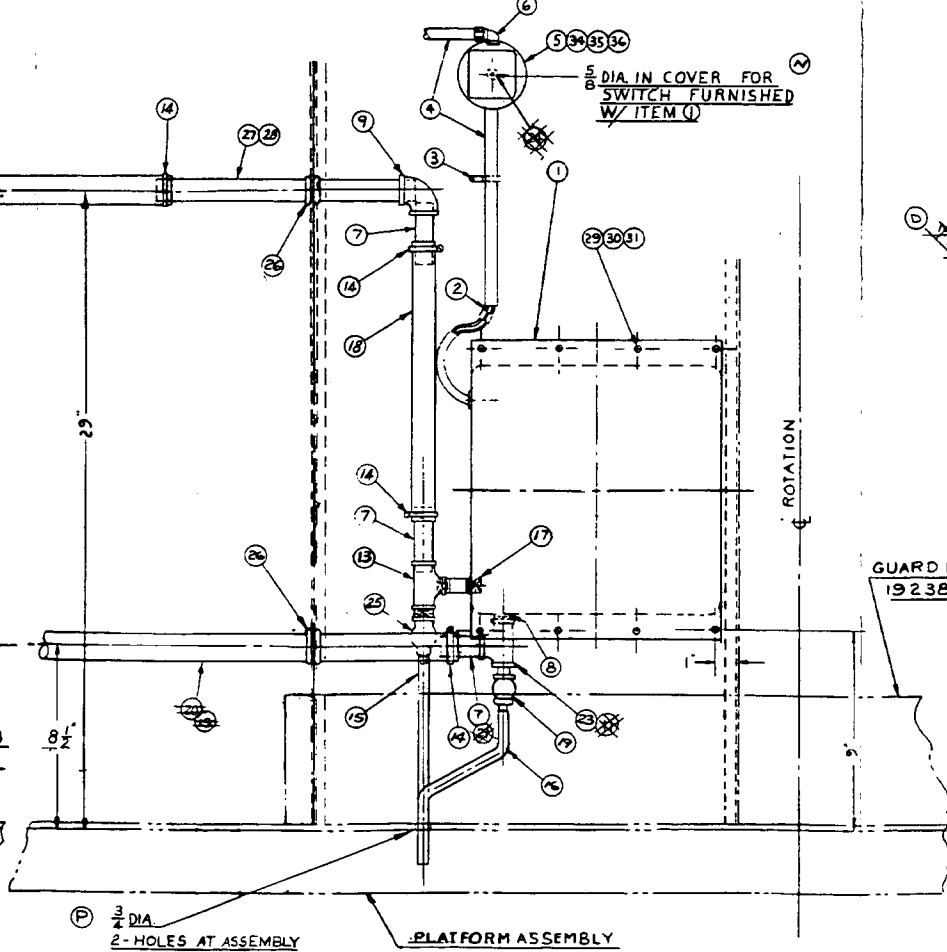 6
5 34 35 36
N
5/8 DIA. IN COVER FOR
SWITCH FURNISHED
W/ ITEM 1
14
27 28
9
4
3
1
7
D
29 30 31
26
14
2
18
29"
ROTATION
14
7
17
26
13
25
GUARD
19238
8
1"
20
15
14
7
23
19
8 1/2"
16
9"
P
3/4 DIA.
2-HOLES AT ASSEMBLY
PLATFORM ASSEMBLY